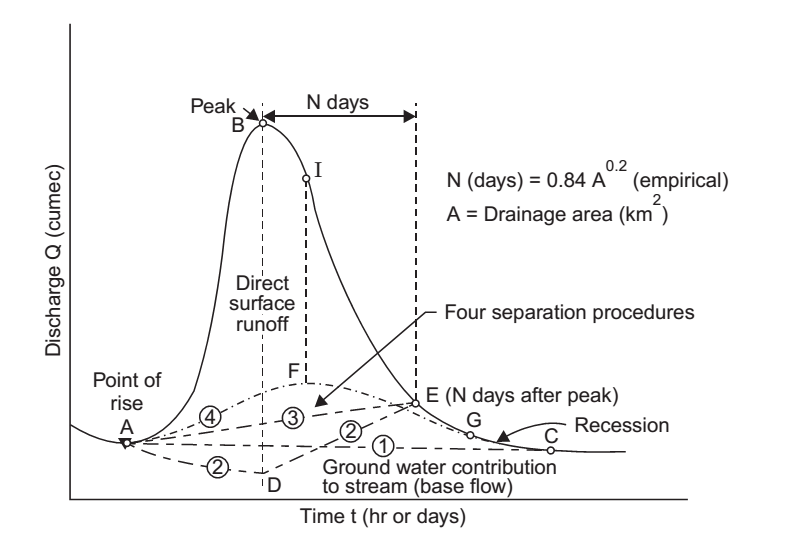 Peak
B
N days
I
N (days) = 0.84 A^0.2 (empirical)
A = Drainage area (km^2)
Discharge Q (cumec)
Direct
surface
runoff
Four separation procedures
Point of
rise
A
F
E (N days after peak)
4
3
2
G
Recession
1
C
2
D
Ground water contribution
to stream (base flow)
Time t (hr or days)